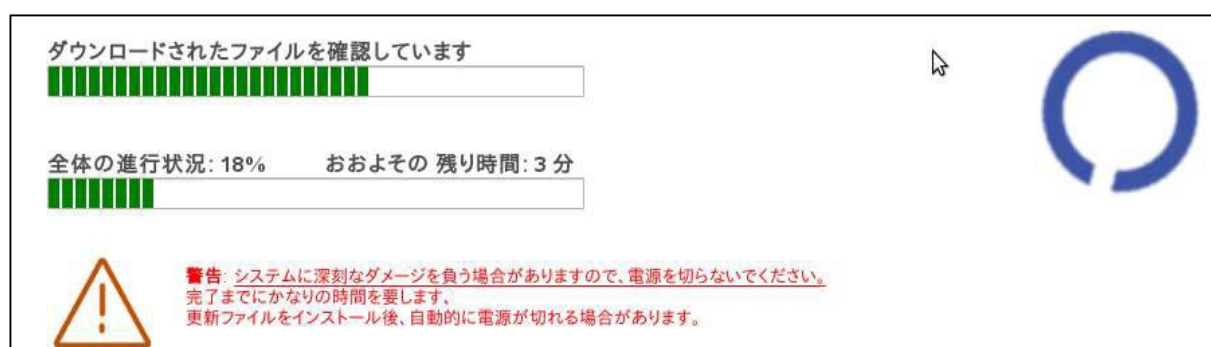 ダウンロードされたファイルを確認しています
全体の進行状況: 18% おおよその 残り時間: 3 分
警告: システムに深刻なダメージを負う場合がありますので、電源を切らないでください。
完了までにかなりの時間を要します、
更新ファイルをインストール後、自動的に電源が切れる場合があります。